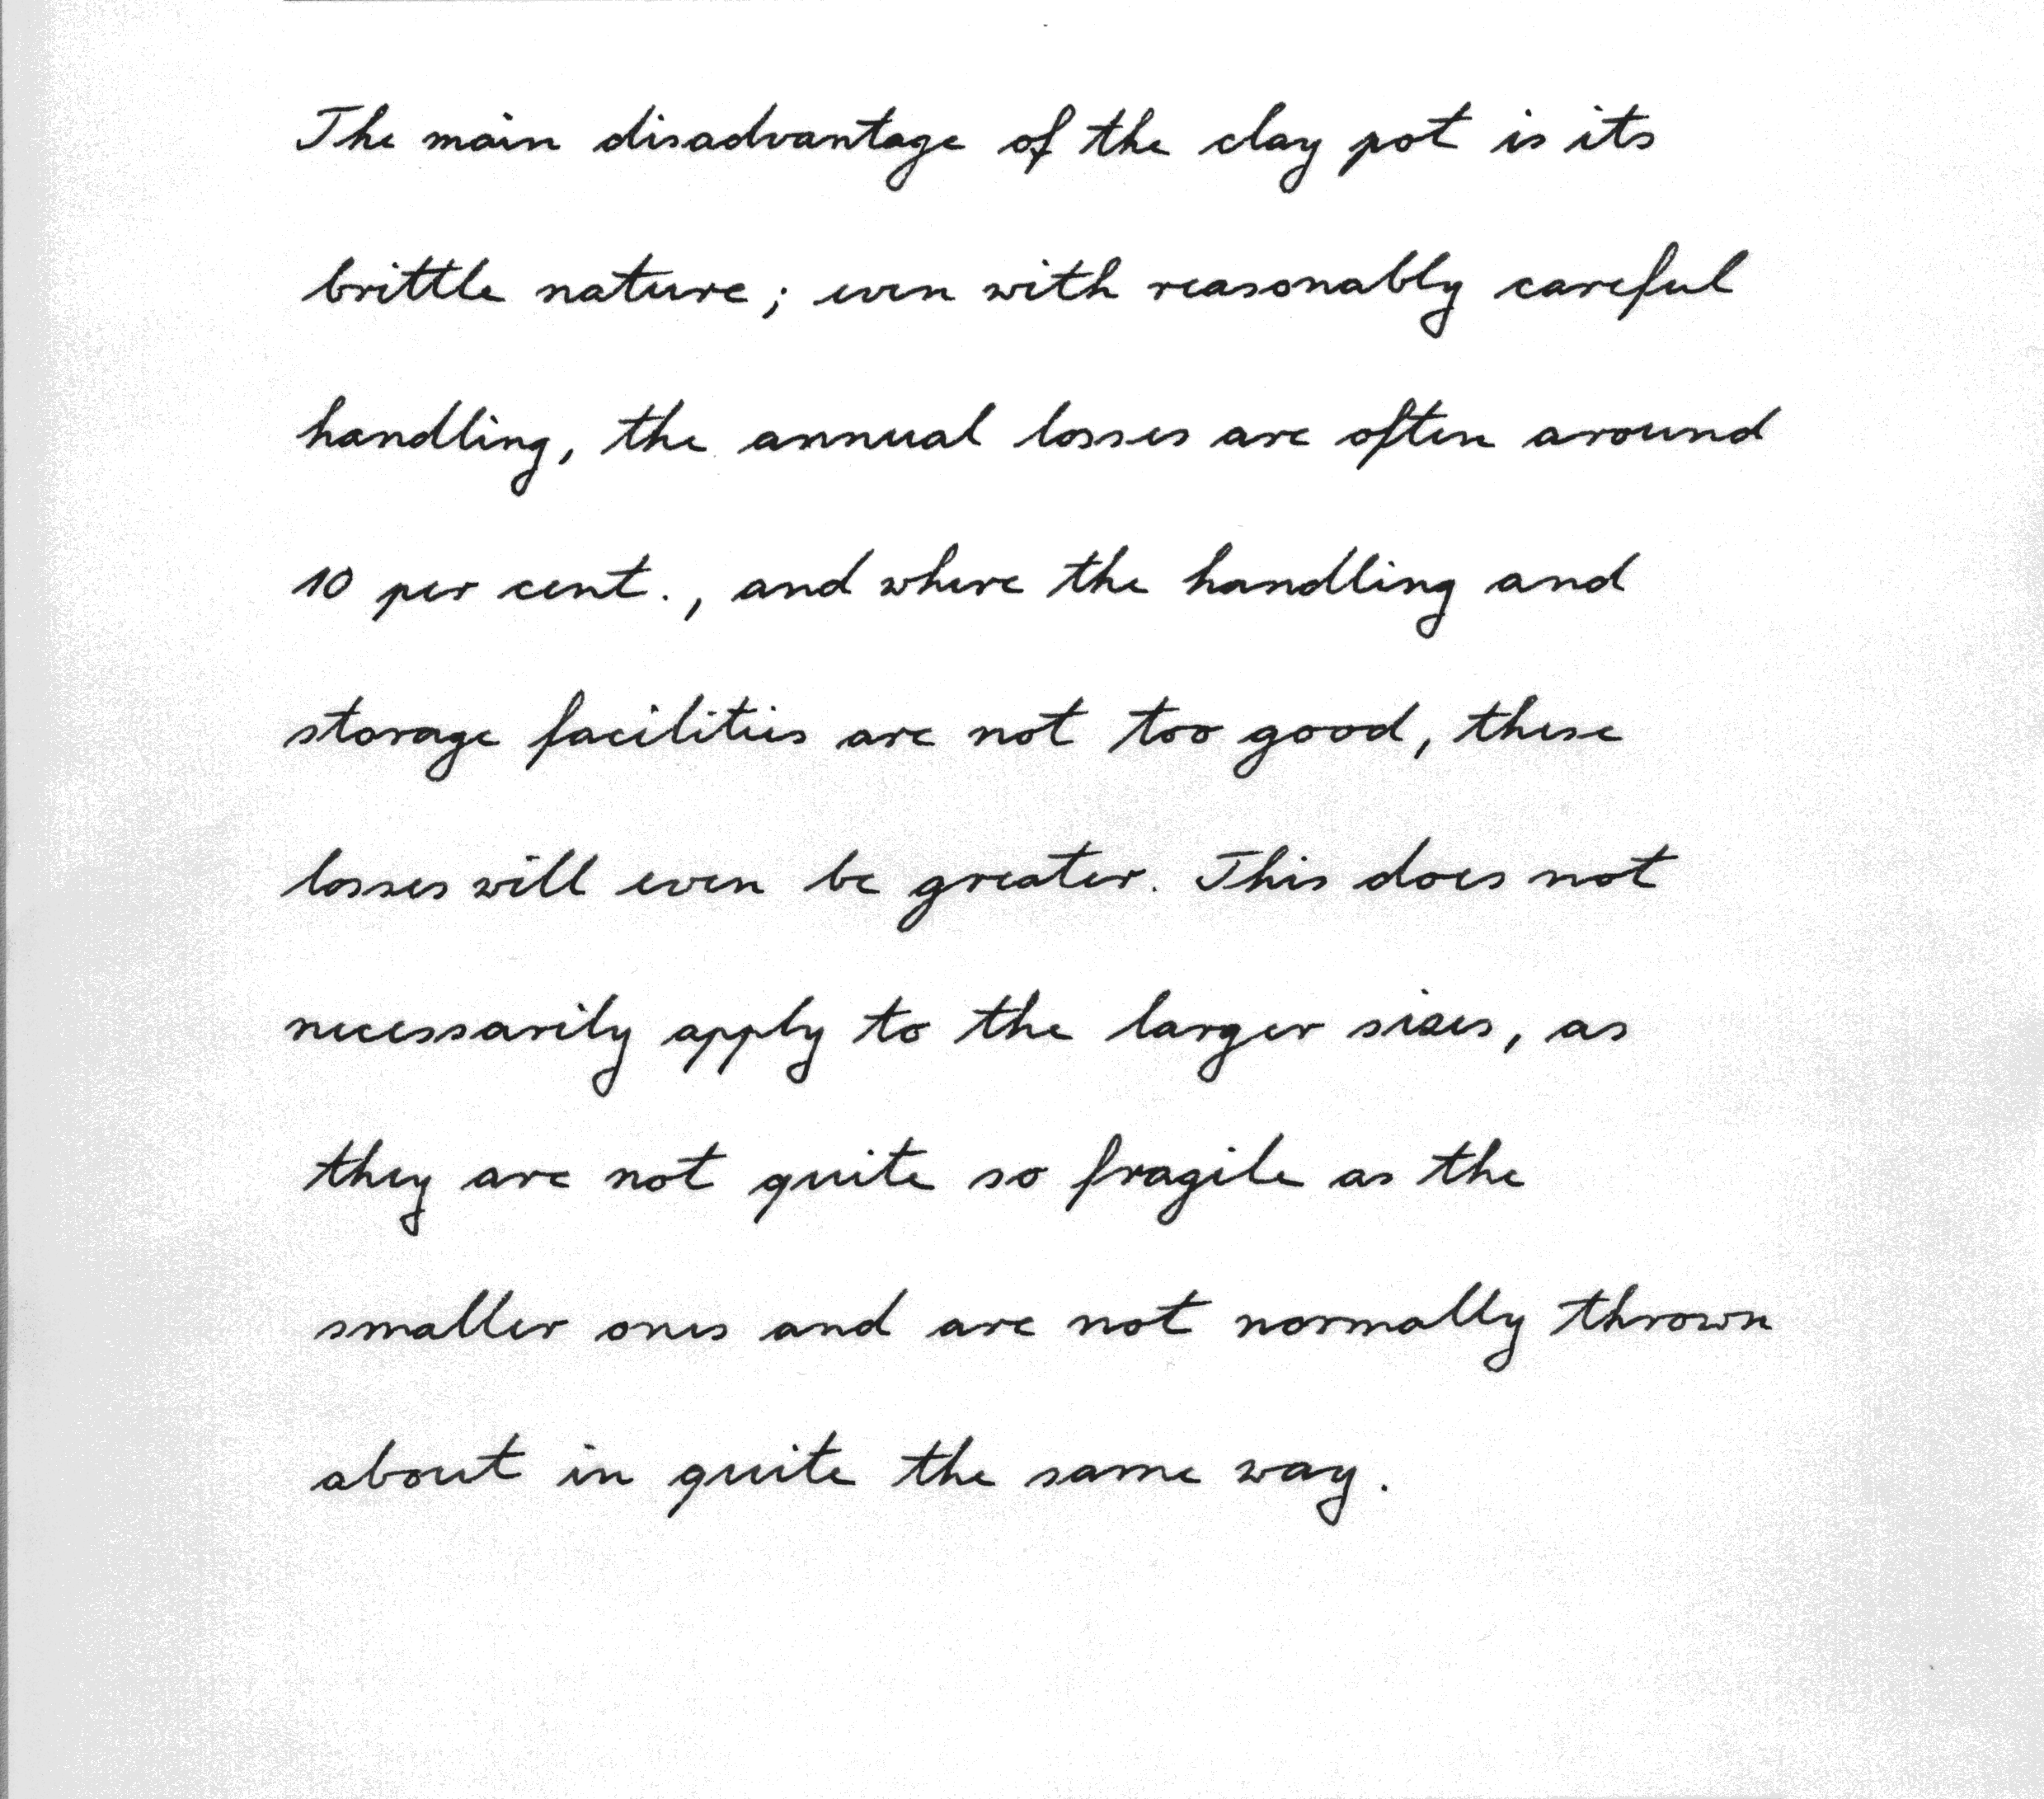 The main disadvantage of the clay pot is its
brittle nature; even with reasonably careful
handling, the annual losses are often around
10 per cent., and where the handling and
storage facilities are not too good, these
losses will even be greater. This does not
necessarily apply to the larger sizes, as
they are not quite so fragile as the
smaller ones and are not normally thrown
about in quite the same way.